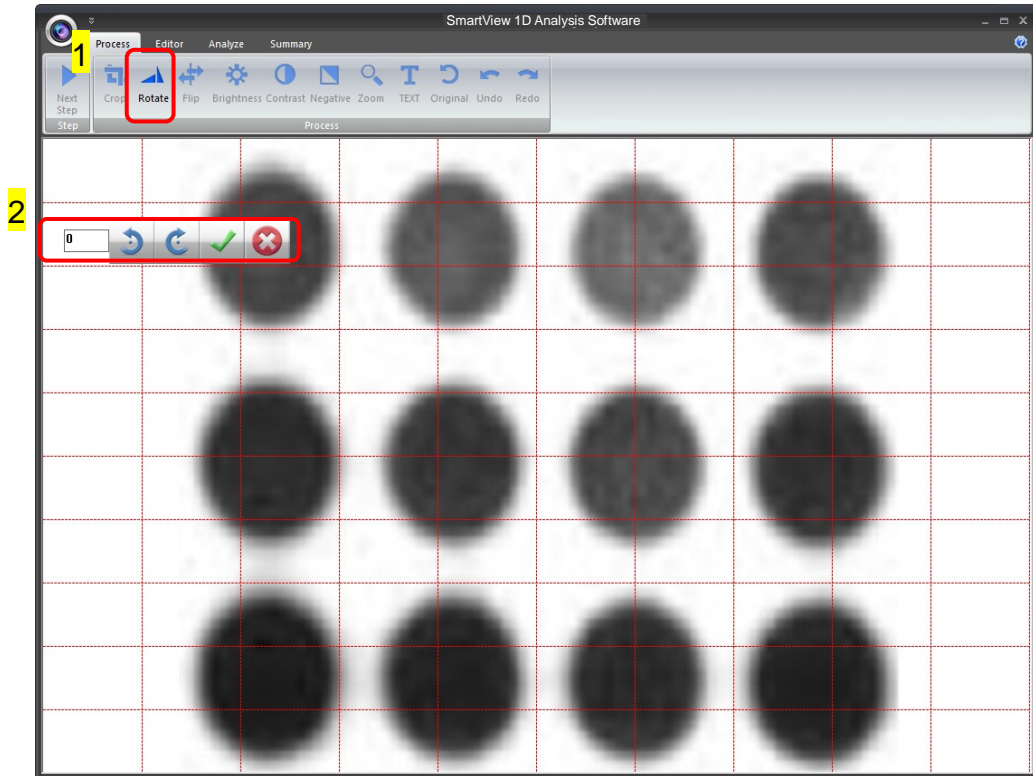 SmartView 1D Analysis Software
1
Process Editor Analyze Summary
Next Step
Crop Rotate Flip Brightness Contrast Negative Zoom TEXT Original Undo Redo
Step Process
2
0